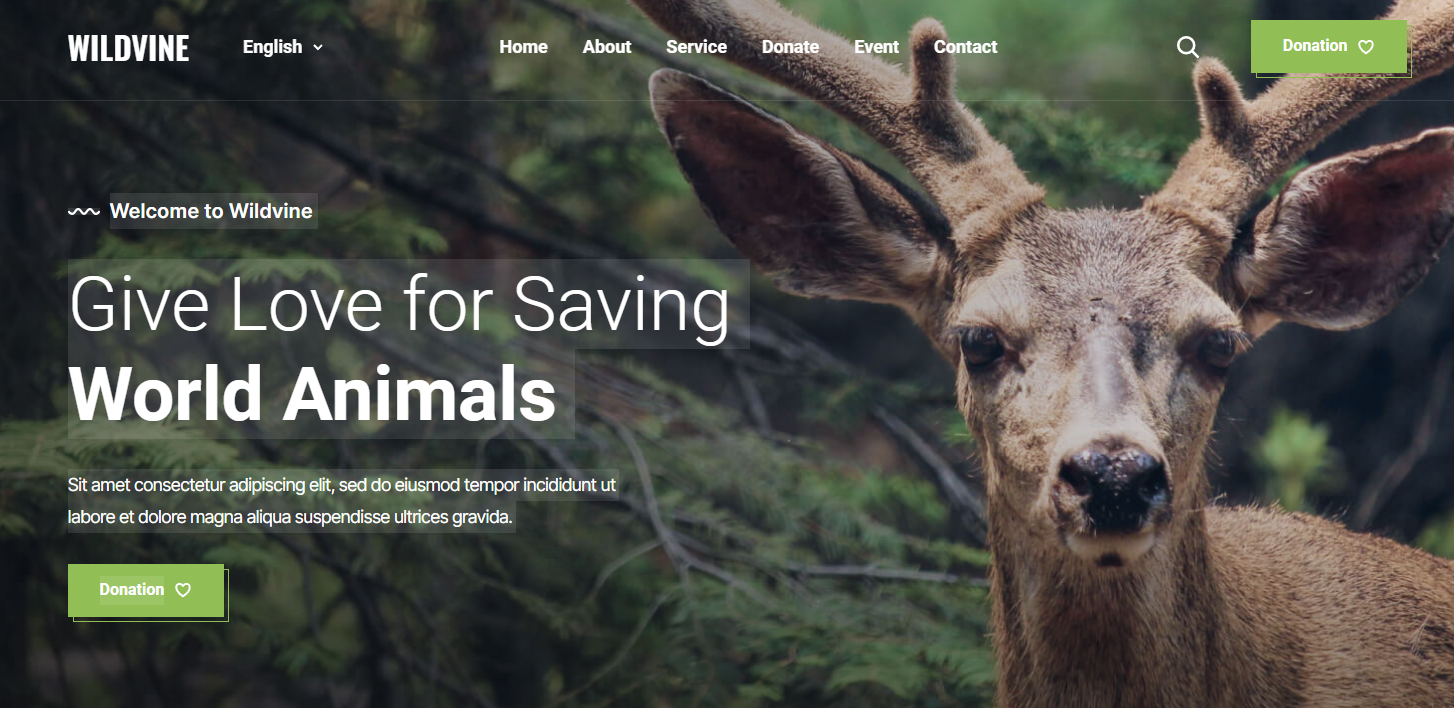 WILDVINE
English
Home
About
Service
Donate
Event
Contact
Donation
Welcome to Wildvine
Give Love for Saving
World Animals
Sit amet consectetur adipiscing elit, sed do eiusmod tempor incididunt ut
labore et dolore magna aliqua suspendisse ultrices gravida.
Donation